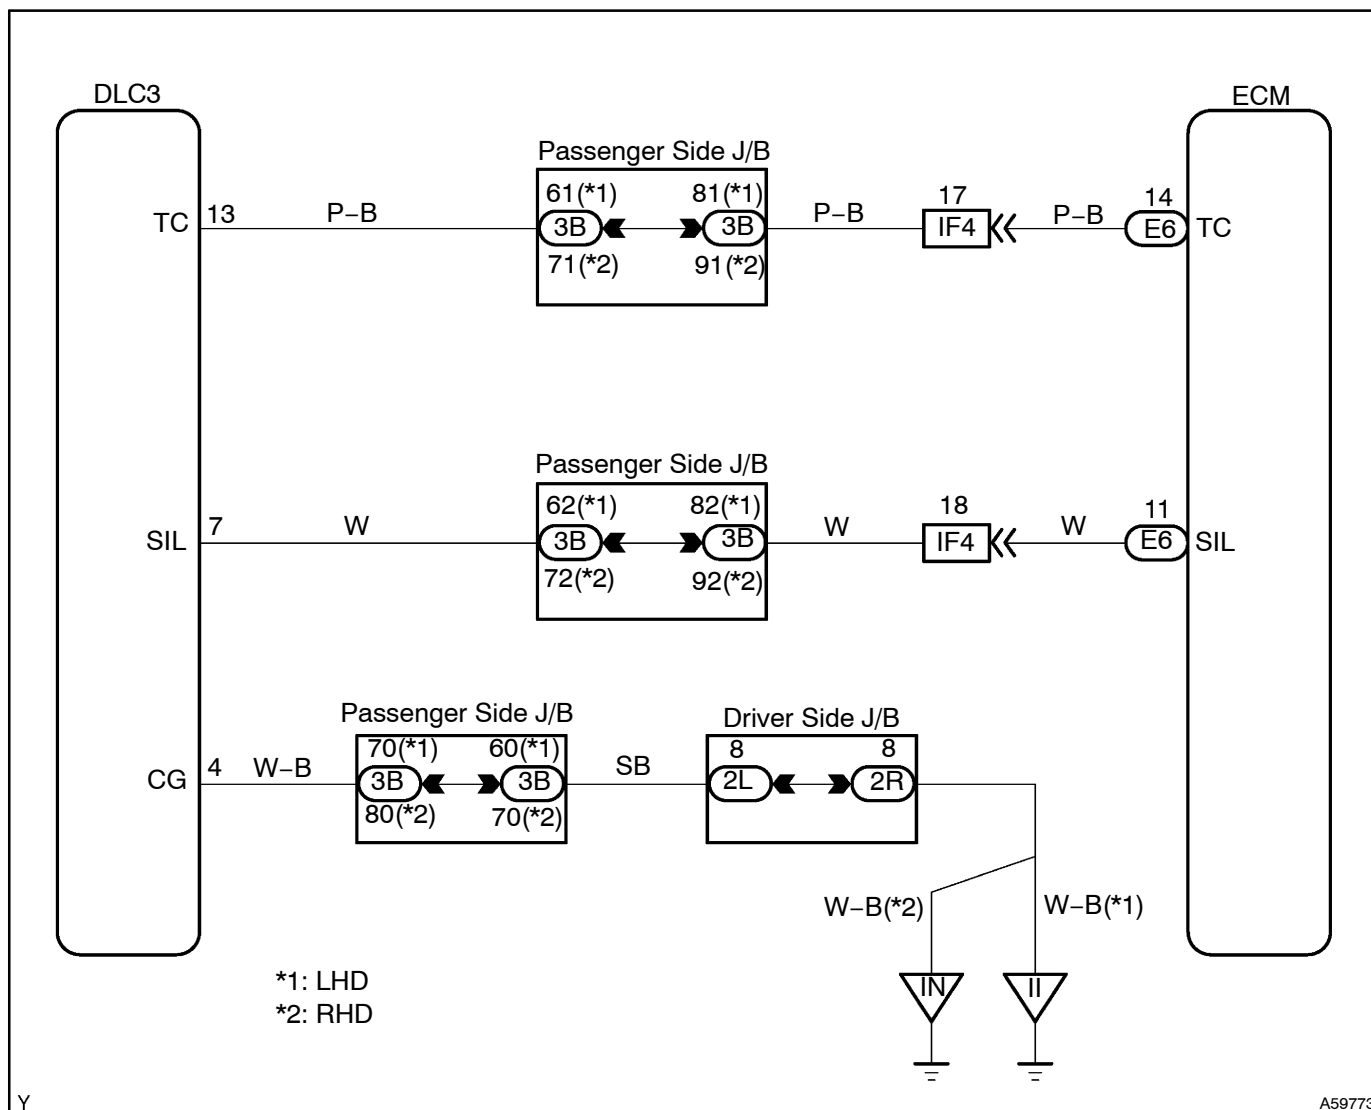 DLC3
ECM
Passenger Side J/B
61(*1) 81(*1) 17 14
TC 13 P–B 3B 3B P–B IF4 P–B E6 TC
71(*2) 91(*2)
Passenger Side J/B
62(*1) 82(*1) 18 11
SIL 7 W 3B 3B W IF4 W E6 SIL
72(*2) 92(*2)
Passenger Side J/B Driver Side J/B
70(*1) 60(*1) 8 8
CG 4 W–B 3B 3B SB 2L 2R
80(*2) 70(*2)
W–B(*2) W–B(*1)
*1: LHD
*2: RHD
IN II
Y A59773